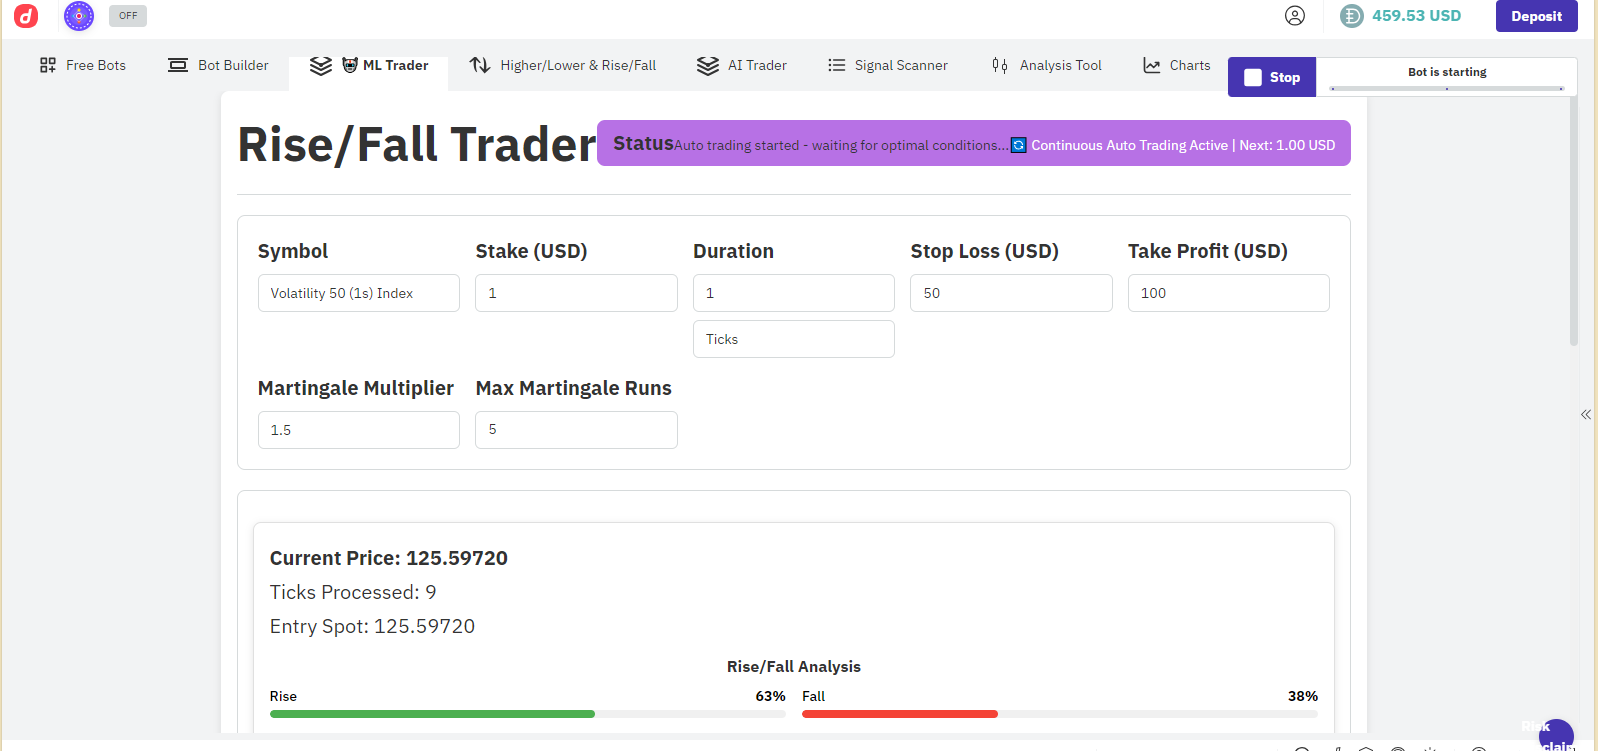 OFF
459.53 USD
Deposit
Free Bots
Bot Builder
ML Trader
Higher/Lower & Rise/Fall
AI Trader
Signal Scanner
Analysis Tool
Charts
Stop
Bot is starting
Rise/Fall Trader
Status Auto trading started - waiting for optimal conditions... Continuous Auto Trading Active | Next: 1.00 USD
Symbol
Volatility 50 (1s) Index
Stake (USD)
1
Duration
1
Ticks
Stop Loss (USD)
50
Take Profit (USD)
100
Martingale Multiplier
1.5
Max Martingale Runs
5
Current Price: 125.59720
Ticks Processed: 9
Entry Spot: 125.59720
Rise/Fall Analysis
Rise 63%
Fall 38%
Risk